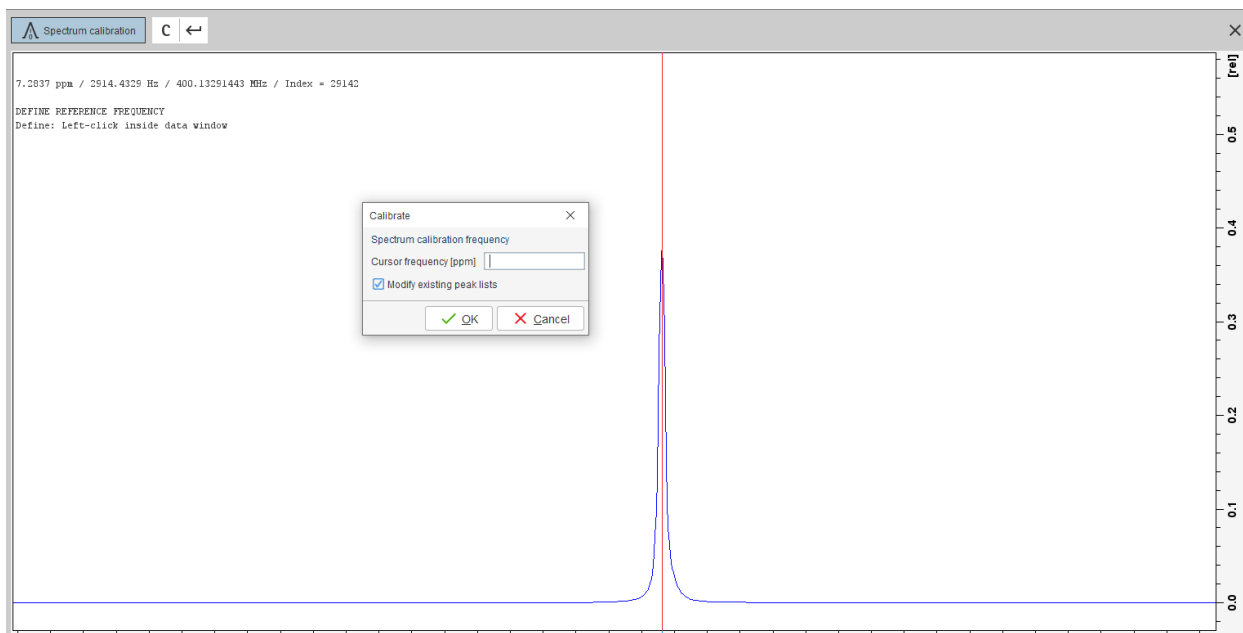 Spectrum calibration
C
[rel]
7.2837 ppm / 2914.4329 Hz / 400.13291443 MHz / Index = 29142
DEFINE REFERENCE FREQUENCY
Define: Left-click inside data window
Calibrate
Spectrum calibration frequency
Cursor frequency [ppm]
Modify existing peak lists
OK
Cancel
0.5
0.4
0.3
0.2
0.1
0.0